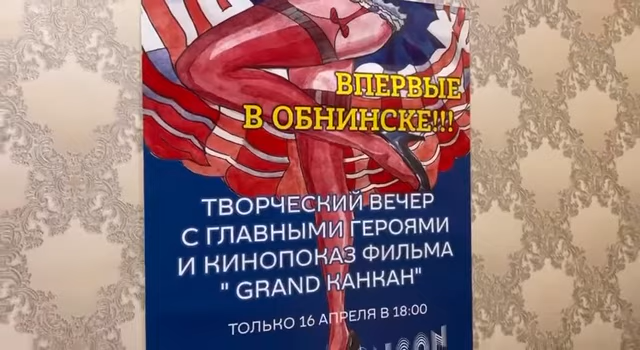 ВПЕРВЫЕ
В ОБНИНСКЕ!!!
ТВОРЧЕСКИЙ ВЕЧЕР
С ГЛАВНЫМИ ГЕРОЯМИ
И КИНОПОКАЗ ФИЛЬМА
" GRAND КАНКАН"
ТОЛЬКО 16 АПРЕЛЯ В 18:00